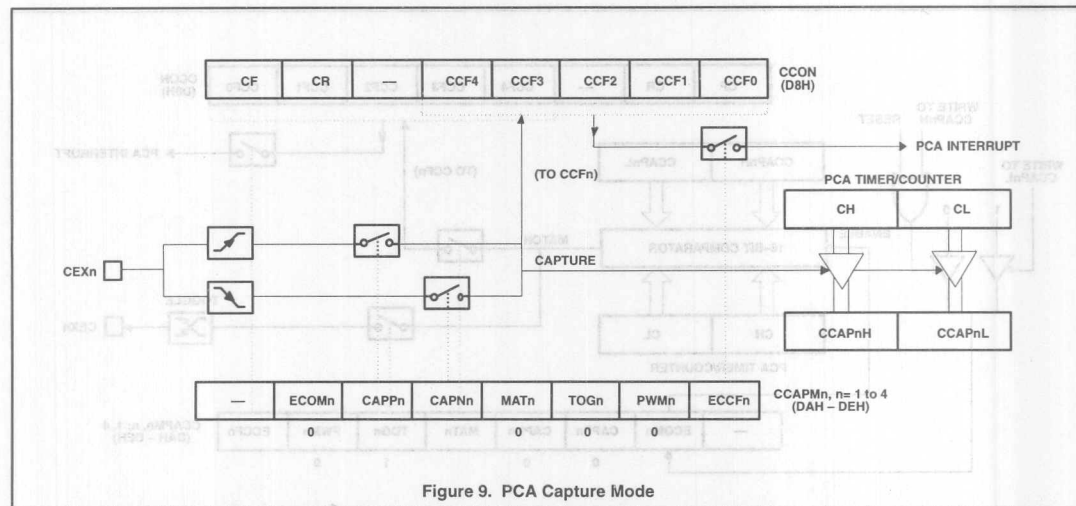 CF CR — CCF4 CCF3 CCF2 CCF1 CCF0
CCON
(D8H)
PCA INTERRUPT
(TO CCFn)
PCA TIMER/COUNTER
CH CL
CEXn
CAPTURE
CCAPnH CCAPnL
— ECOMn CAPPn CAPNn MATn TOGn PWMn ECCFn
CCAPMn, n= 1 to 4
(DAH – DEH)
0 0 0 0
Figure 9. PCA Capture Mode